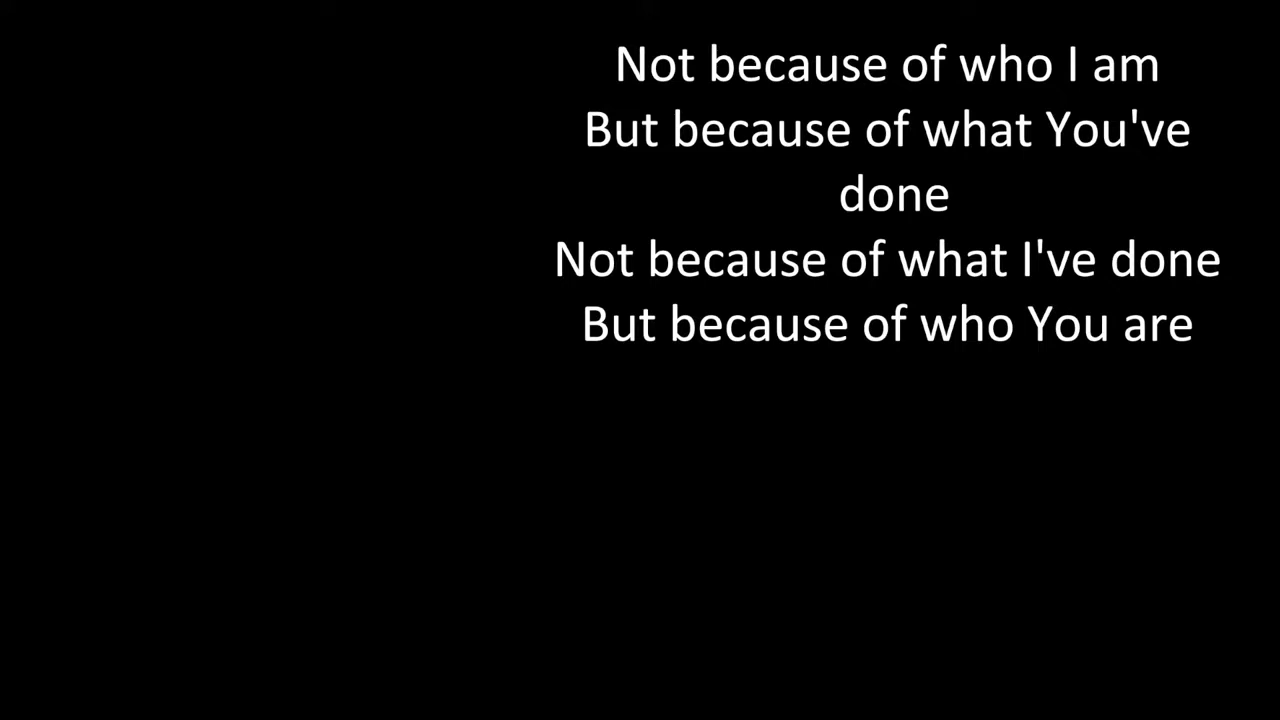 Not because of who I am
But because of what You've
done
Not because of what I've done
But because of who You are